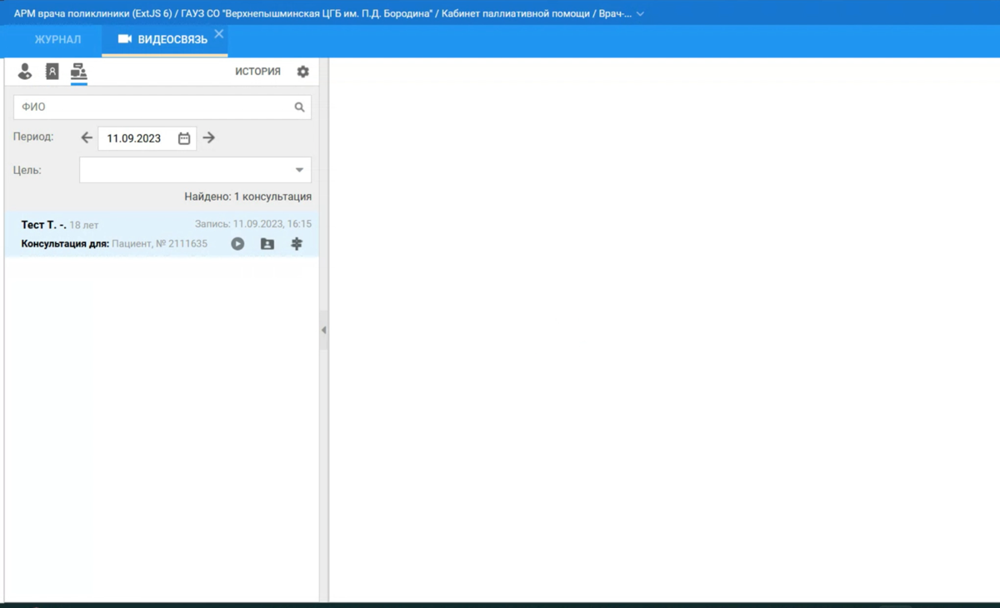 АРМ врача поликлиники (ExtJS 6) / ГАУЗ СО "Верхнепышминская ЦГБ им. П.Д. Бородина" / Кабинет паллиативной помощи / Врач-...
ЖУРНАЛ ВИДЕОСВЯЗЬ
ИСТОРИЯ
ФИО
Период: 11.09.2023
Цель:
Найдено: 1 консультация
Тест Т. -. 18 лет Запись: 11.09.2023, 16:15
Консультация для: Пациент, № 2111635